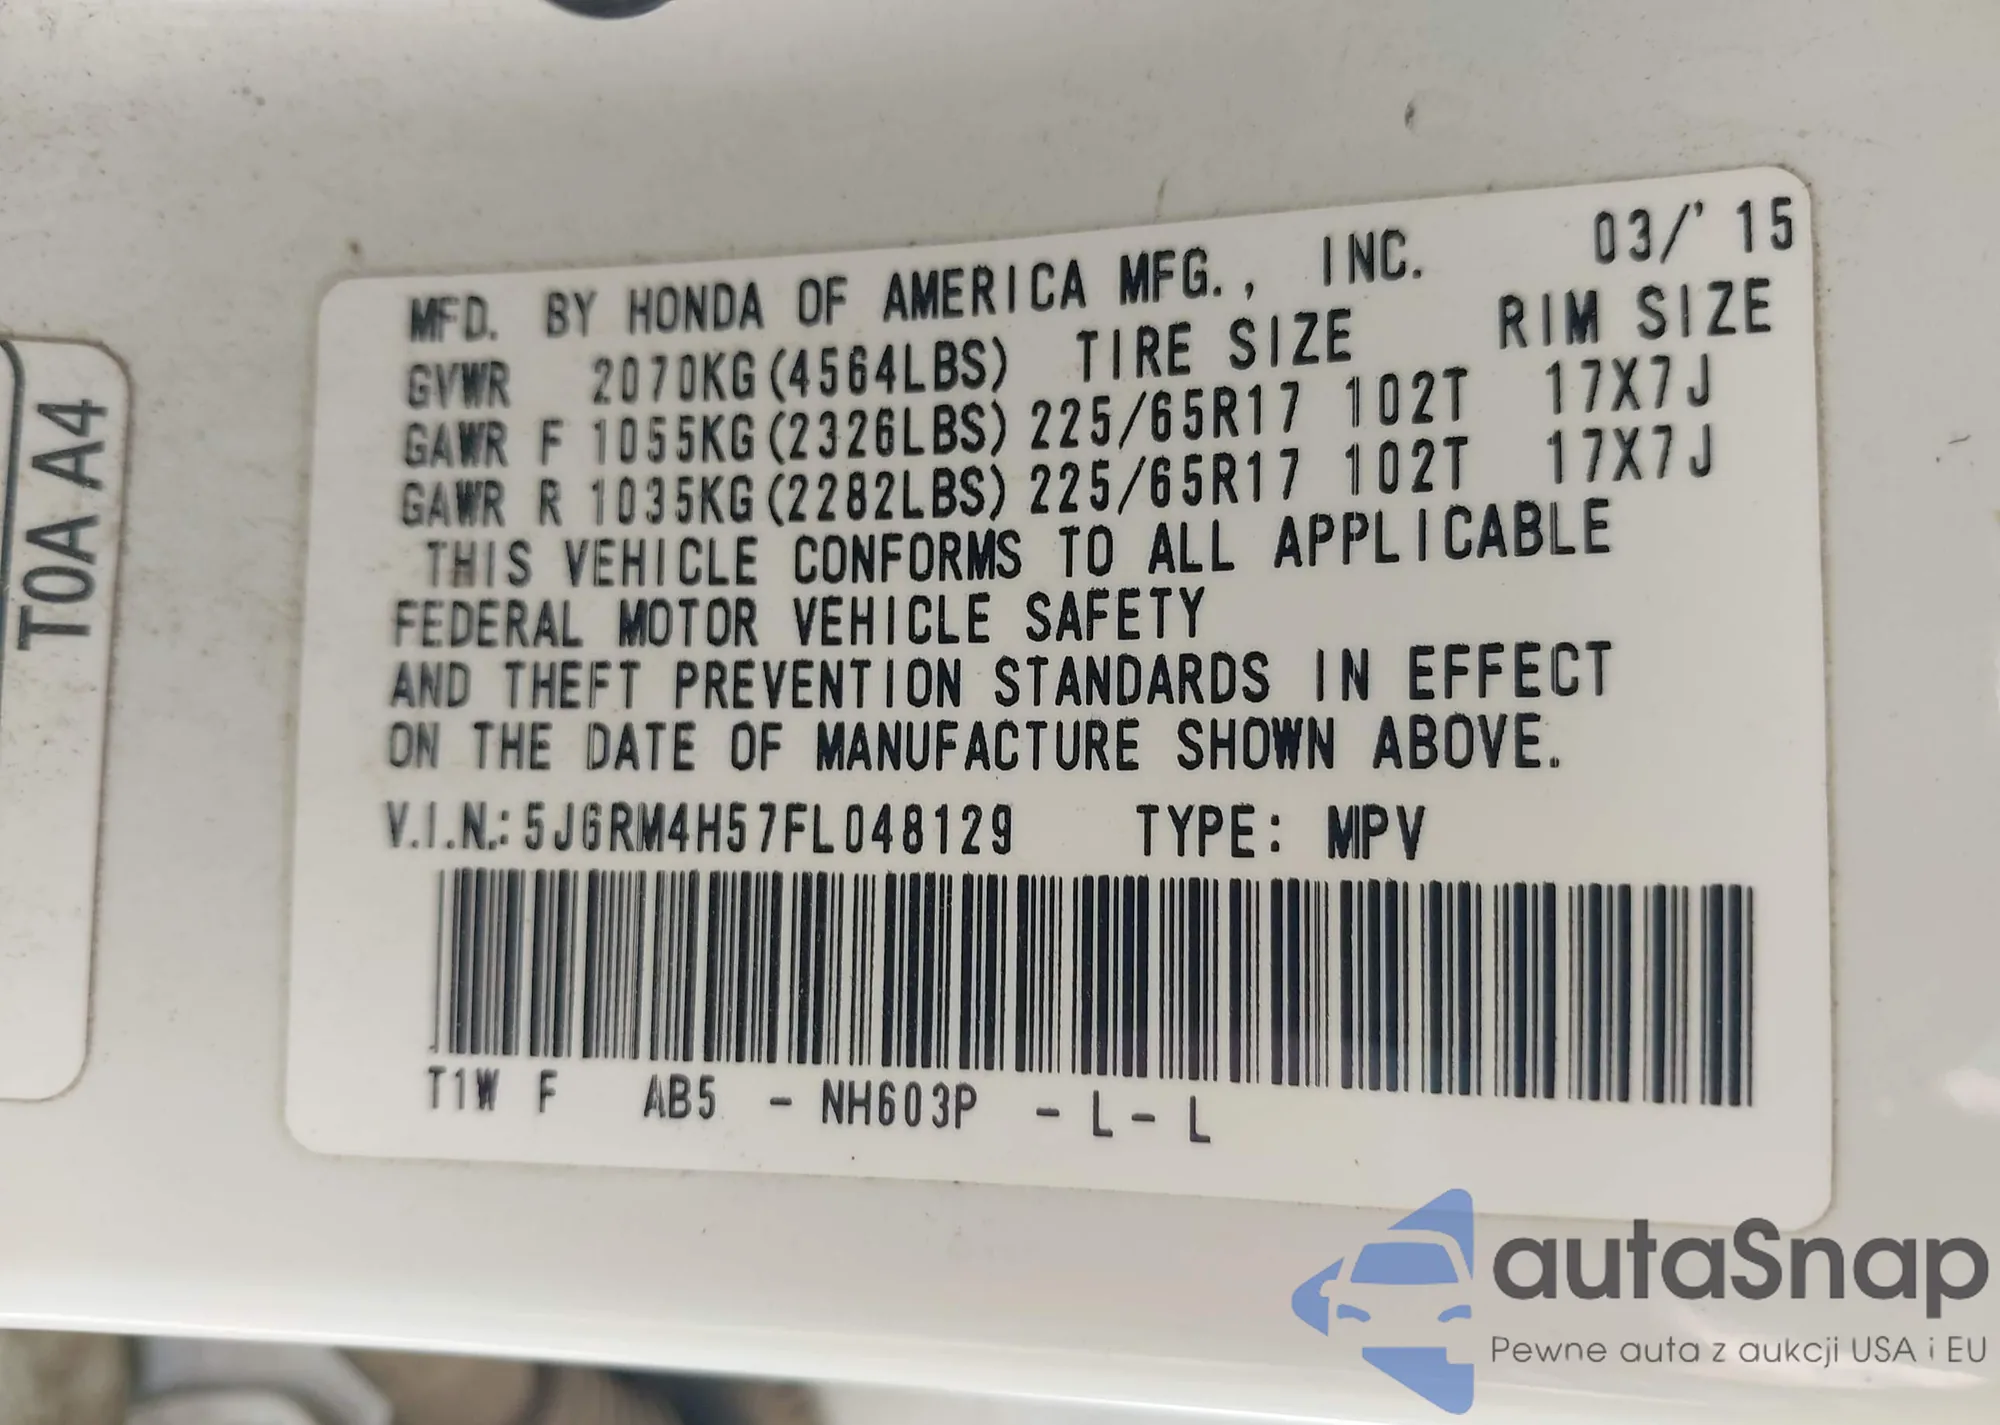 T0A A4
MFD. BY HONDA OF AMERICA MFG., INC. 03/'15
GVWR 2070KG(4564LBS) TIRE SIZE RIM SIZE
GAWR F 1055KG(2326LBS) 225/65R17 102T 17X7J
GAWR R 1035KG(2282LBS) 225/65R17 102T 17X7J
THIS VEHICLE CONFORMS TO ALL APPLICABLE
FEDERAL MOTOR VEHICLE SAFETY
AND THEFT PREVENTION STANDARDS IN EFFECT
ON THE DATE OF MANUFACTURE SHOWN ABOVE.
V.I.N.: 5J6RM4H57FL048129 TYPE: MPV
T1W F AB5 - NH603P - L - L
autaSnap
Pewne auta z aukcji USA i EU